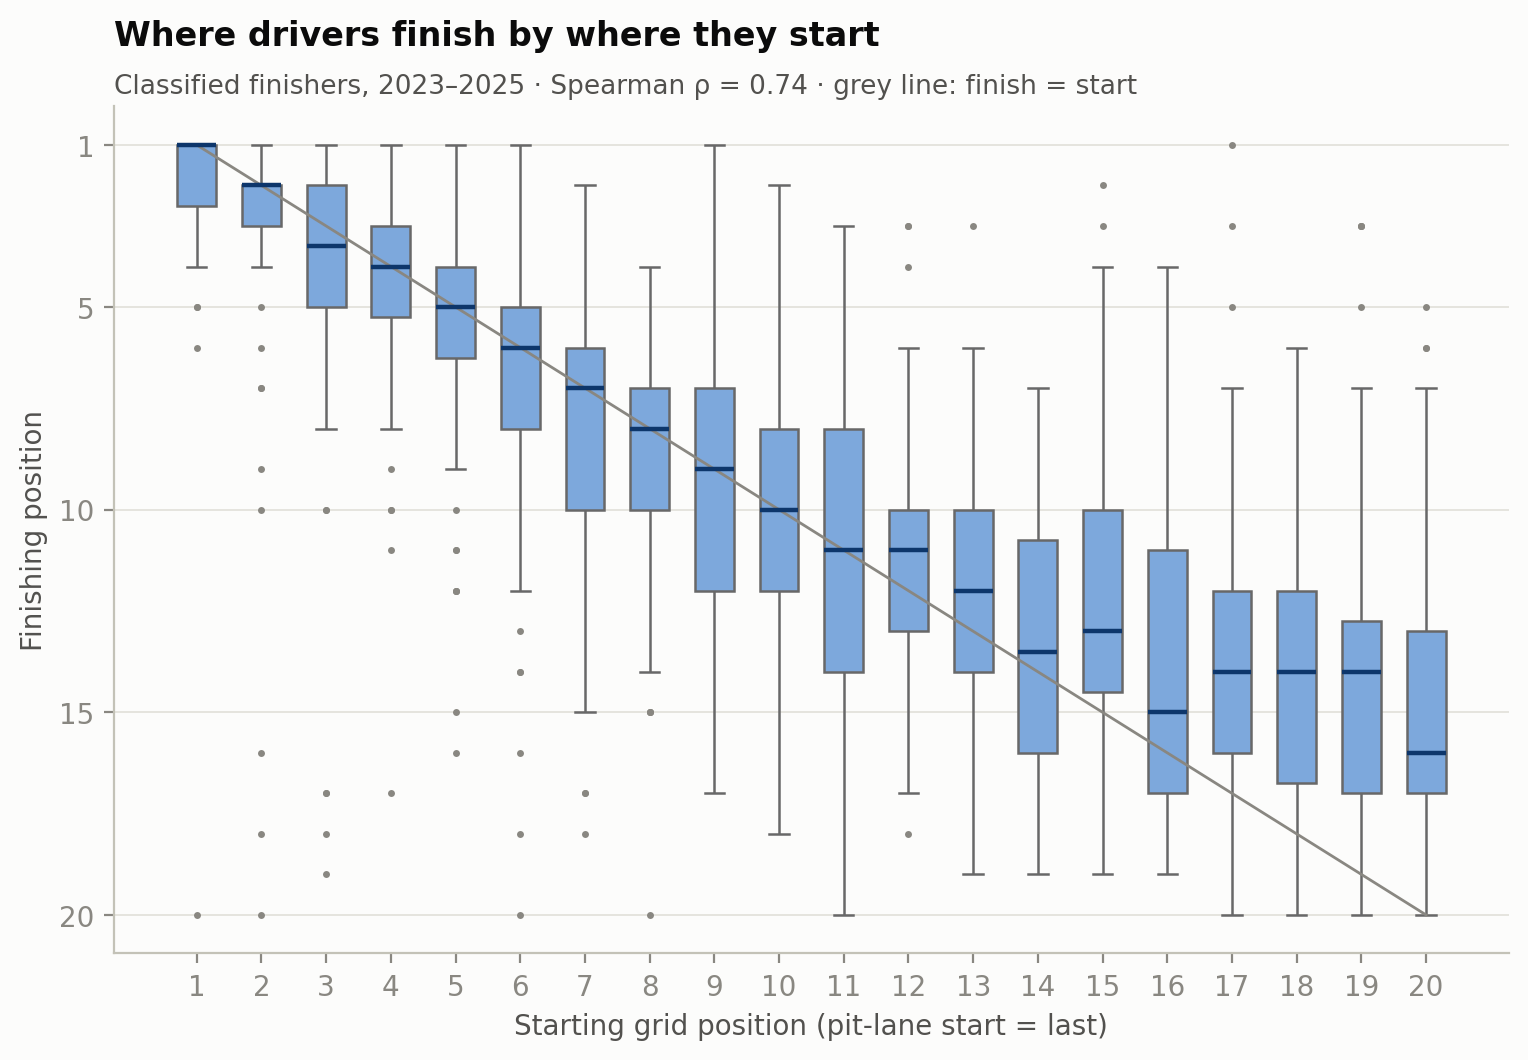 Where drivers finish by where they start
Classified finishers, 2023–2025 · Spearman ρ = 0.74 · grey line: finish = start
Finishing position
1
5
10
15
20
1 2 3 4 5 6 7 8 9 10 11 12 13 14 15 16 17 18 19 20
Starting grid position (pit-lane start = last)